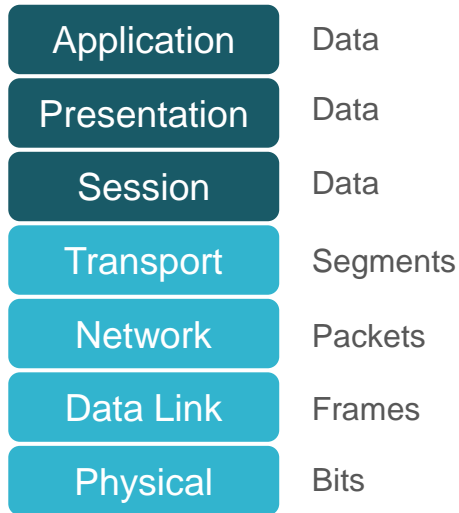 Application Data
Presentation Data
Session Data
Transport Segments
Network Packets
Data Link Frames
Physical Bits